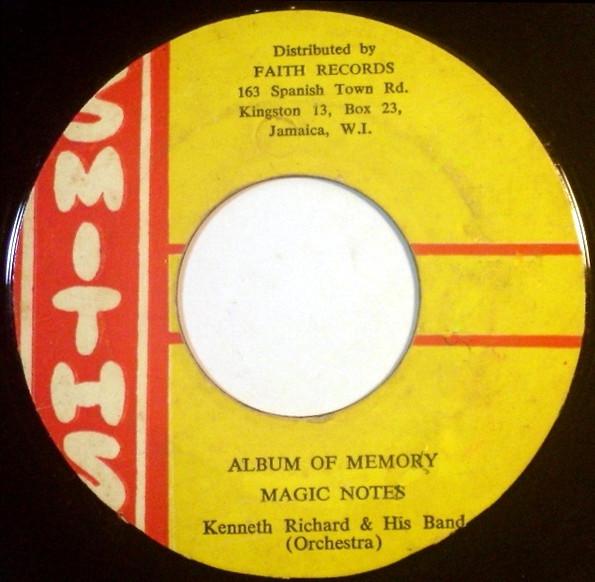 Distributed by
FAITH RECORDS
163 Spanish Town Rd.
Kingston 13, Box 23,
Jamaica, W.I.
SMITHS
ALBUM OF MEMORY
MAGIC NOTES
Kenneth Richard & His Band
(Orchestra)